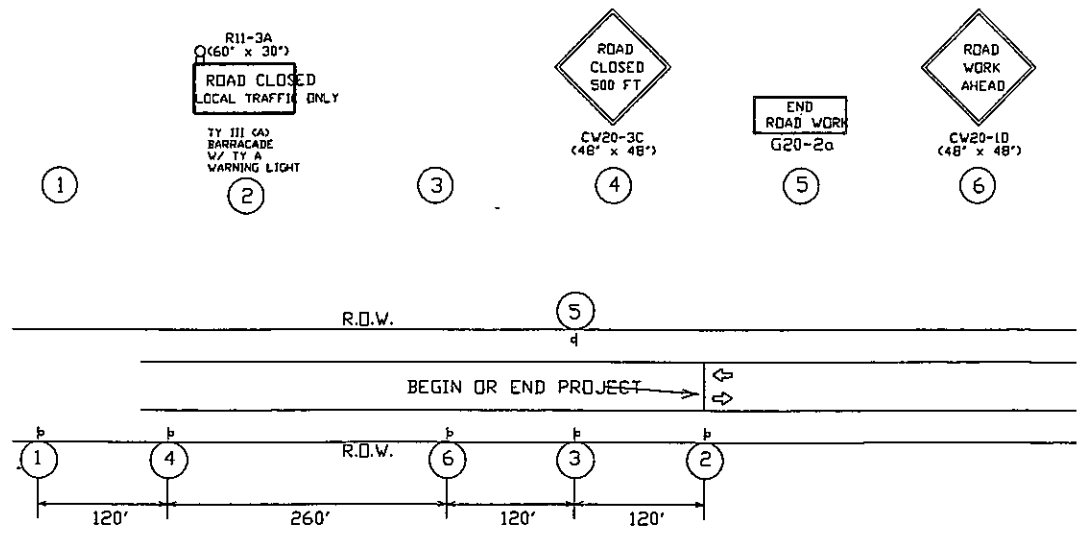 R11-3A
(60" x 30")
ROAD CLOSED
LOCAL TRAFFIC ONLY
TY III (A)
BARRACADE
W/ TY A
WARNING LIGHT
ROAD
CLOSED
500 FT
CW20-3C
(48" x 48")
END
ROAD WORK
G20-2a
ROAD
WORK
AHEAD
CW20-1D
(48" x 48")
1
2
3
4
5
6
5
R.O.W.
BEGIN OR END PROJECT
R.O.W.
1
4
6
3
2
120'
260'
120'
120'